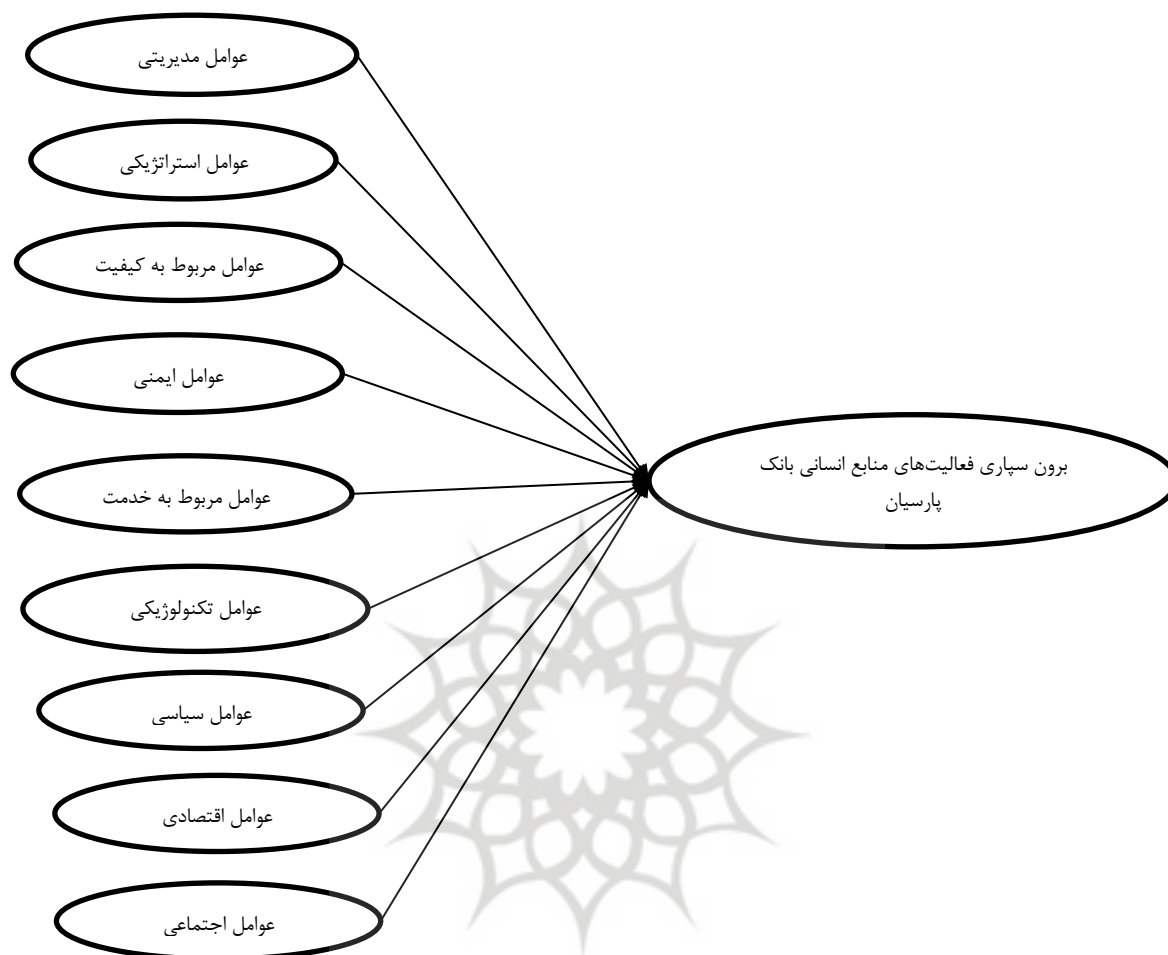 عوامل مدیریتی
عوامل استراتژیکی
عوامل مربوط به کیفیت
عوامل ایمنی
عوامل مربوط به خدمت
عوامل تکنولوژیکی
عوامل سیاسی
عوامل اقتصادی
عوامل اجتماعی
برون سپاری فعالیت‌های منابع انسانی بانک
پارسیان